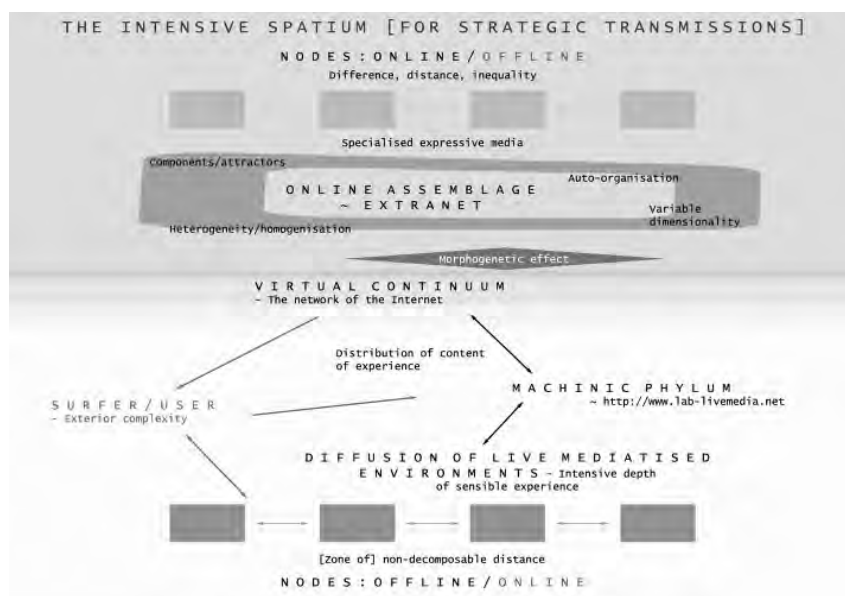 THE INTENSIVE SPATIUM [FOR STRATEGIC TRANSMISSIONS]
NODES:ONLINE/OFFLINE
Difference, distance, inequality
Specialised expressive media
Components/attractors
Auto-organisation
ONLINE ASSEMBLAGE
~ EXTRANET
Variable
dimensionality
Heterogeneity/homogenisation
Morphogenetic effect
VIRTUAL CONTINUUM
~ The network of the Internet
Distribution of content
of experience
MACHINIC PHYLUM
~ http://www.lab-livemedia.net
SURFER/USER
~ Exterior complexity
DIFFUSION OF LIVE MEDIATISED
ENVIRONMENTS ~ Intensive depth
of sensible experience
[Zone of] non-decomposable distance
NODES:OFFLINE/ONLINE